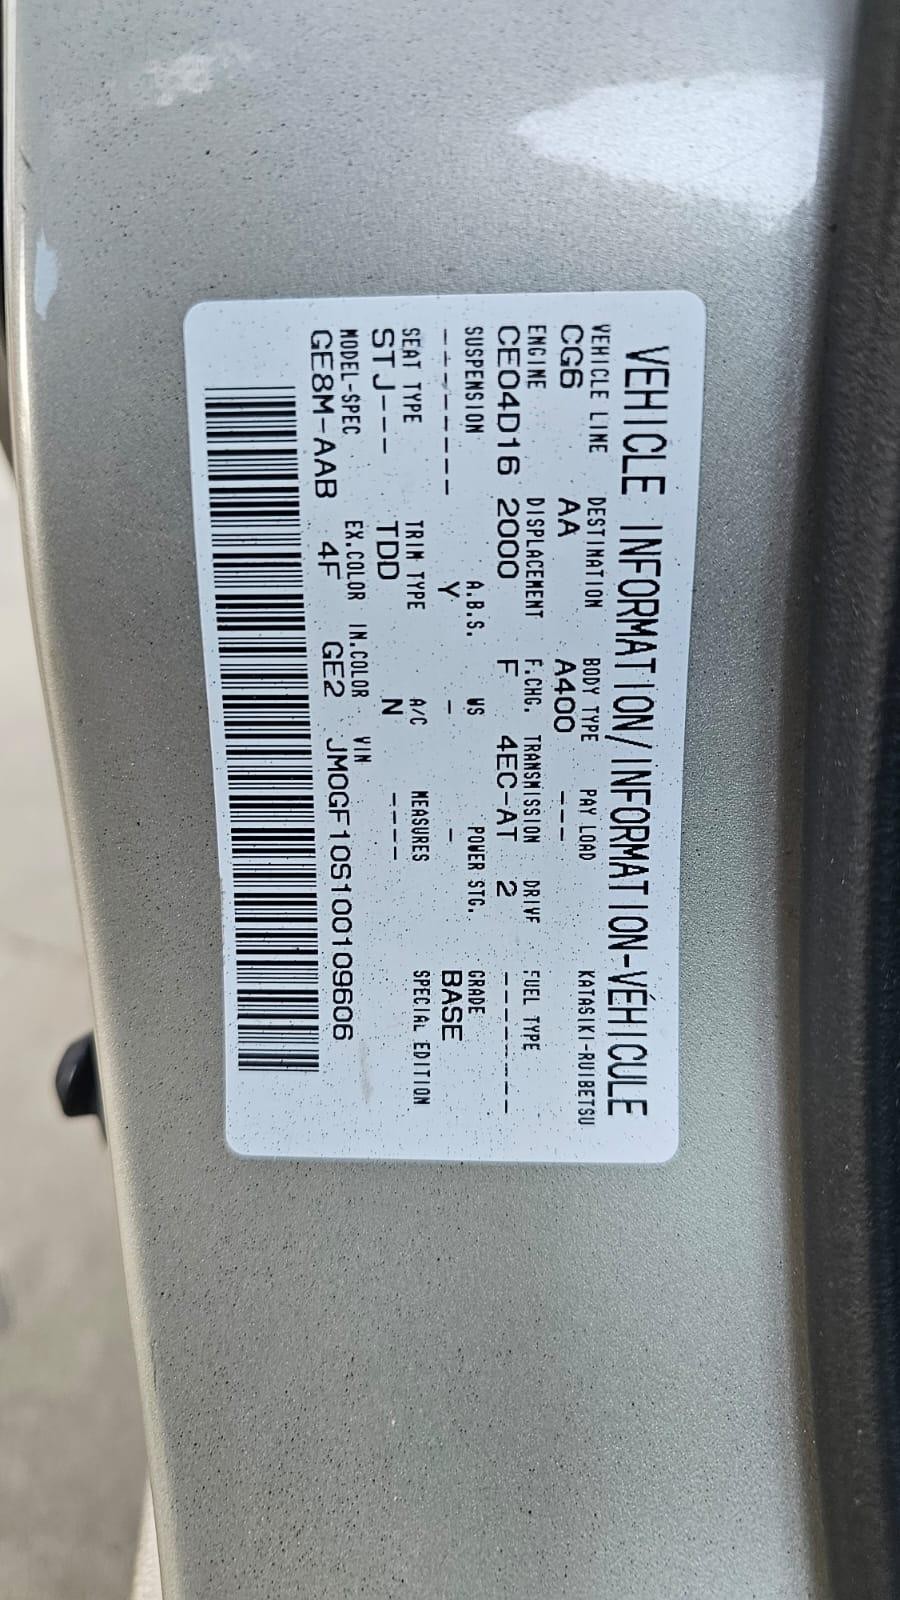 VEHICLE INFORMATION/INFORMATION-VÉHICULE
VEHICLE LINE DESTINATION BODY TYPE PAY LOAD KATASIKI-RUIBETSU
CG6 AA A400 ---
ENGINE DISPLACEMENT F.CHG. TRANSMISSION DRIVE FUEL TYPE
CE04D16 2000 F 4EC-AT 2 -------
SUSPENSION A.B.S. WS POWER STG. GRADE
-------- Y - - BASE
SEAT TYPE TRIM TYPE A/C MEASURES SPECIAL EDITION
STJ--- TDD N ----
MODEL-SPEC EX.COLOR IN.COLOR VIN
GE8M-AAB 4F GE2 JM0GF10S100109606